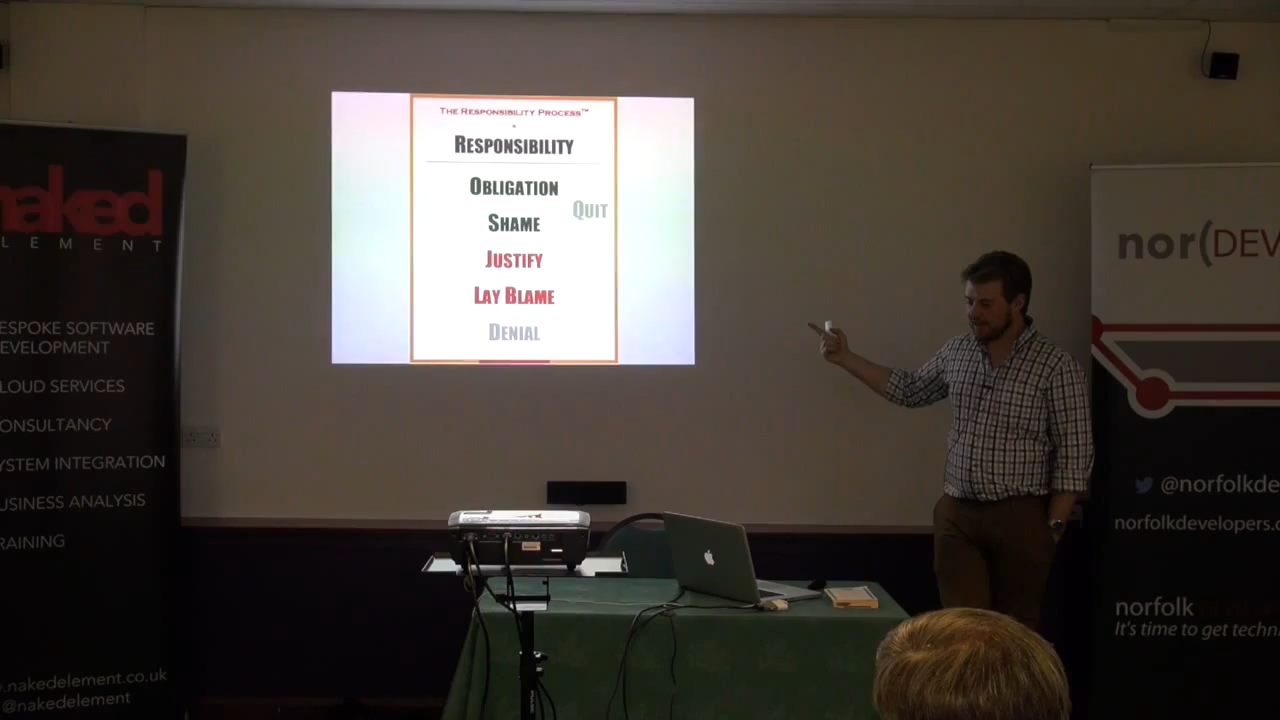 naked
LEMENT
ESPOKE SOFTWARE
EVELOPMENT
LOUD SERVICES
ONSULTANCY
YSTEM INTEGRATION
USINESS ANALYSIS
RAINING
.nakedelement.co.uk
@nakedelement
THE RESPONSIBILITY PROCESS™
RESPONSIBILITY
OBLIGATION
QUIT
SHAME
JUSTIFY
LAY BLAME
DENIAL
nor(DEV
@norfolkde
norfolkdevelopers.c
norfolk
It's time to get techn